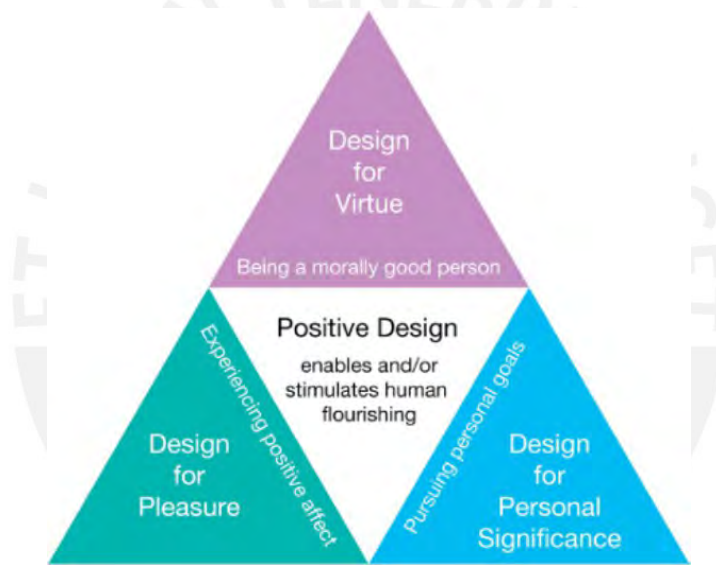 Design
for
Virtue
Being a morally good person
Positive Design
enables and/or
stimulates human
flourishing
Experiencing positive affect
Pursuing personal goals
Design
for
Pleasure
Design
for
Personal
Significance